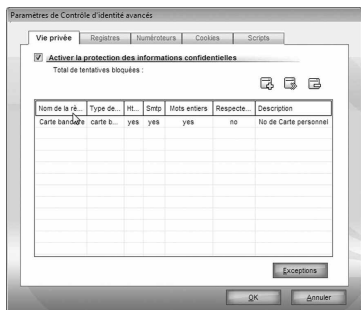 Paramètres de Contrôle d'identité avancés
Vie privée Registres Numéroteurs Cookies Scripts
Activer la protection des informations confidentielles
Total de tentatives bloquées :
Nom de la rè... Type de... Ht... Smtp Mots entiers Respecte... Description
Carte bancaire carte b... yes yes yes no No de Carte personnel
Exceptions
OK Annuler